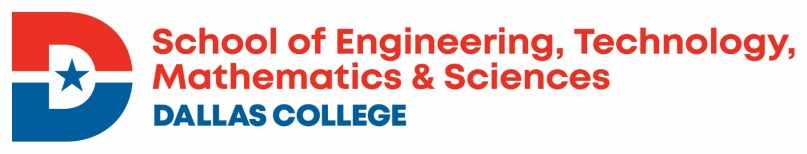 School of Engineering, Technology,
Mathematics & Sciences
DALLAS COLLEGE